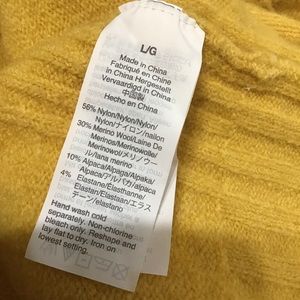 L/G
Made in China
Fabriqué en Chine
in China Hergestellt
Vervaardigd in China
中国製
Hecho en China
56% Nylon/Nylon/Nylon/
Nylon/ナイロン/nailon
30% Merino Wool/Laine De
Merinos/Merinowolle/
Merinowol/メリノウー
ル/lana merino
10% Alpaca/Alpaga/Alpaka/
Alpaca/アルパカ/alpaca
4% Elastane/Élasthanne/
Elastan/Elastaan/エラス
テーン/elastano
Hand wash cold
separately. Non-chlorine
bleach only. Reshape and
lay flat to dry. Iron on
lowest setting.